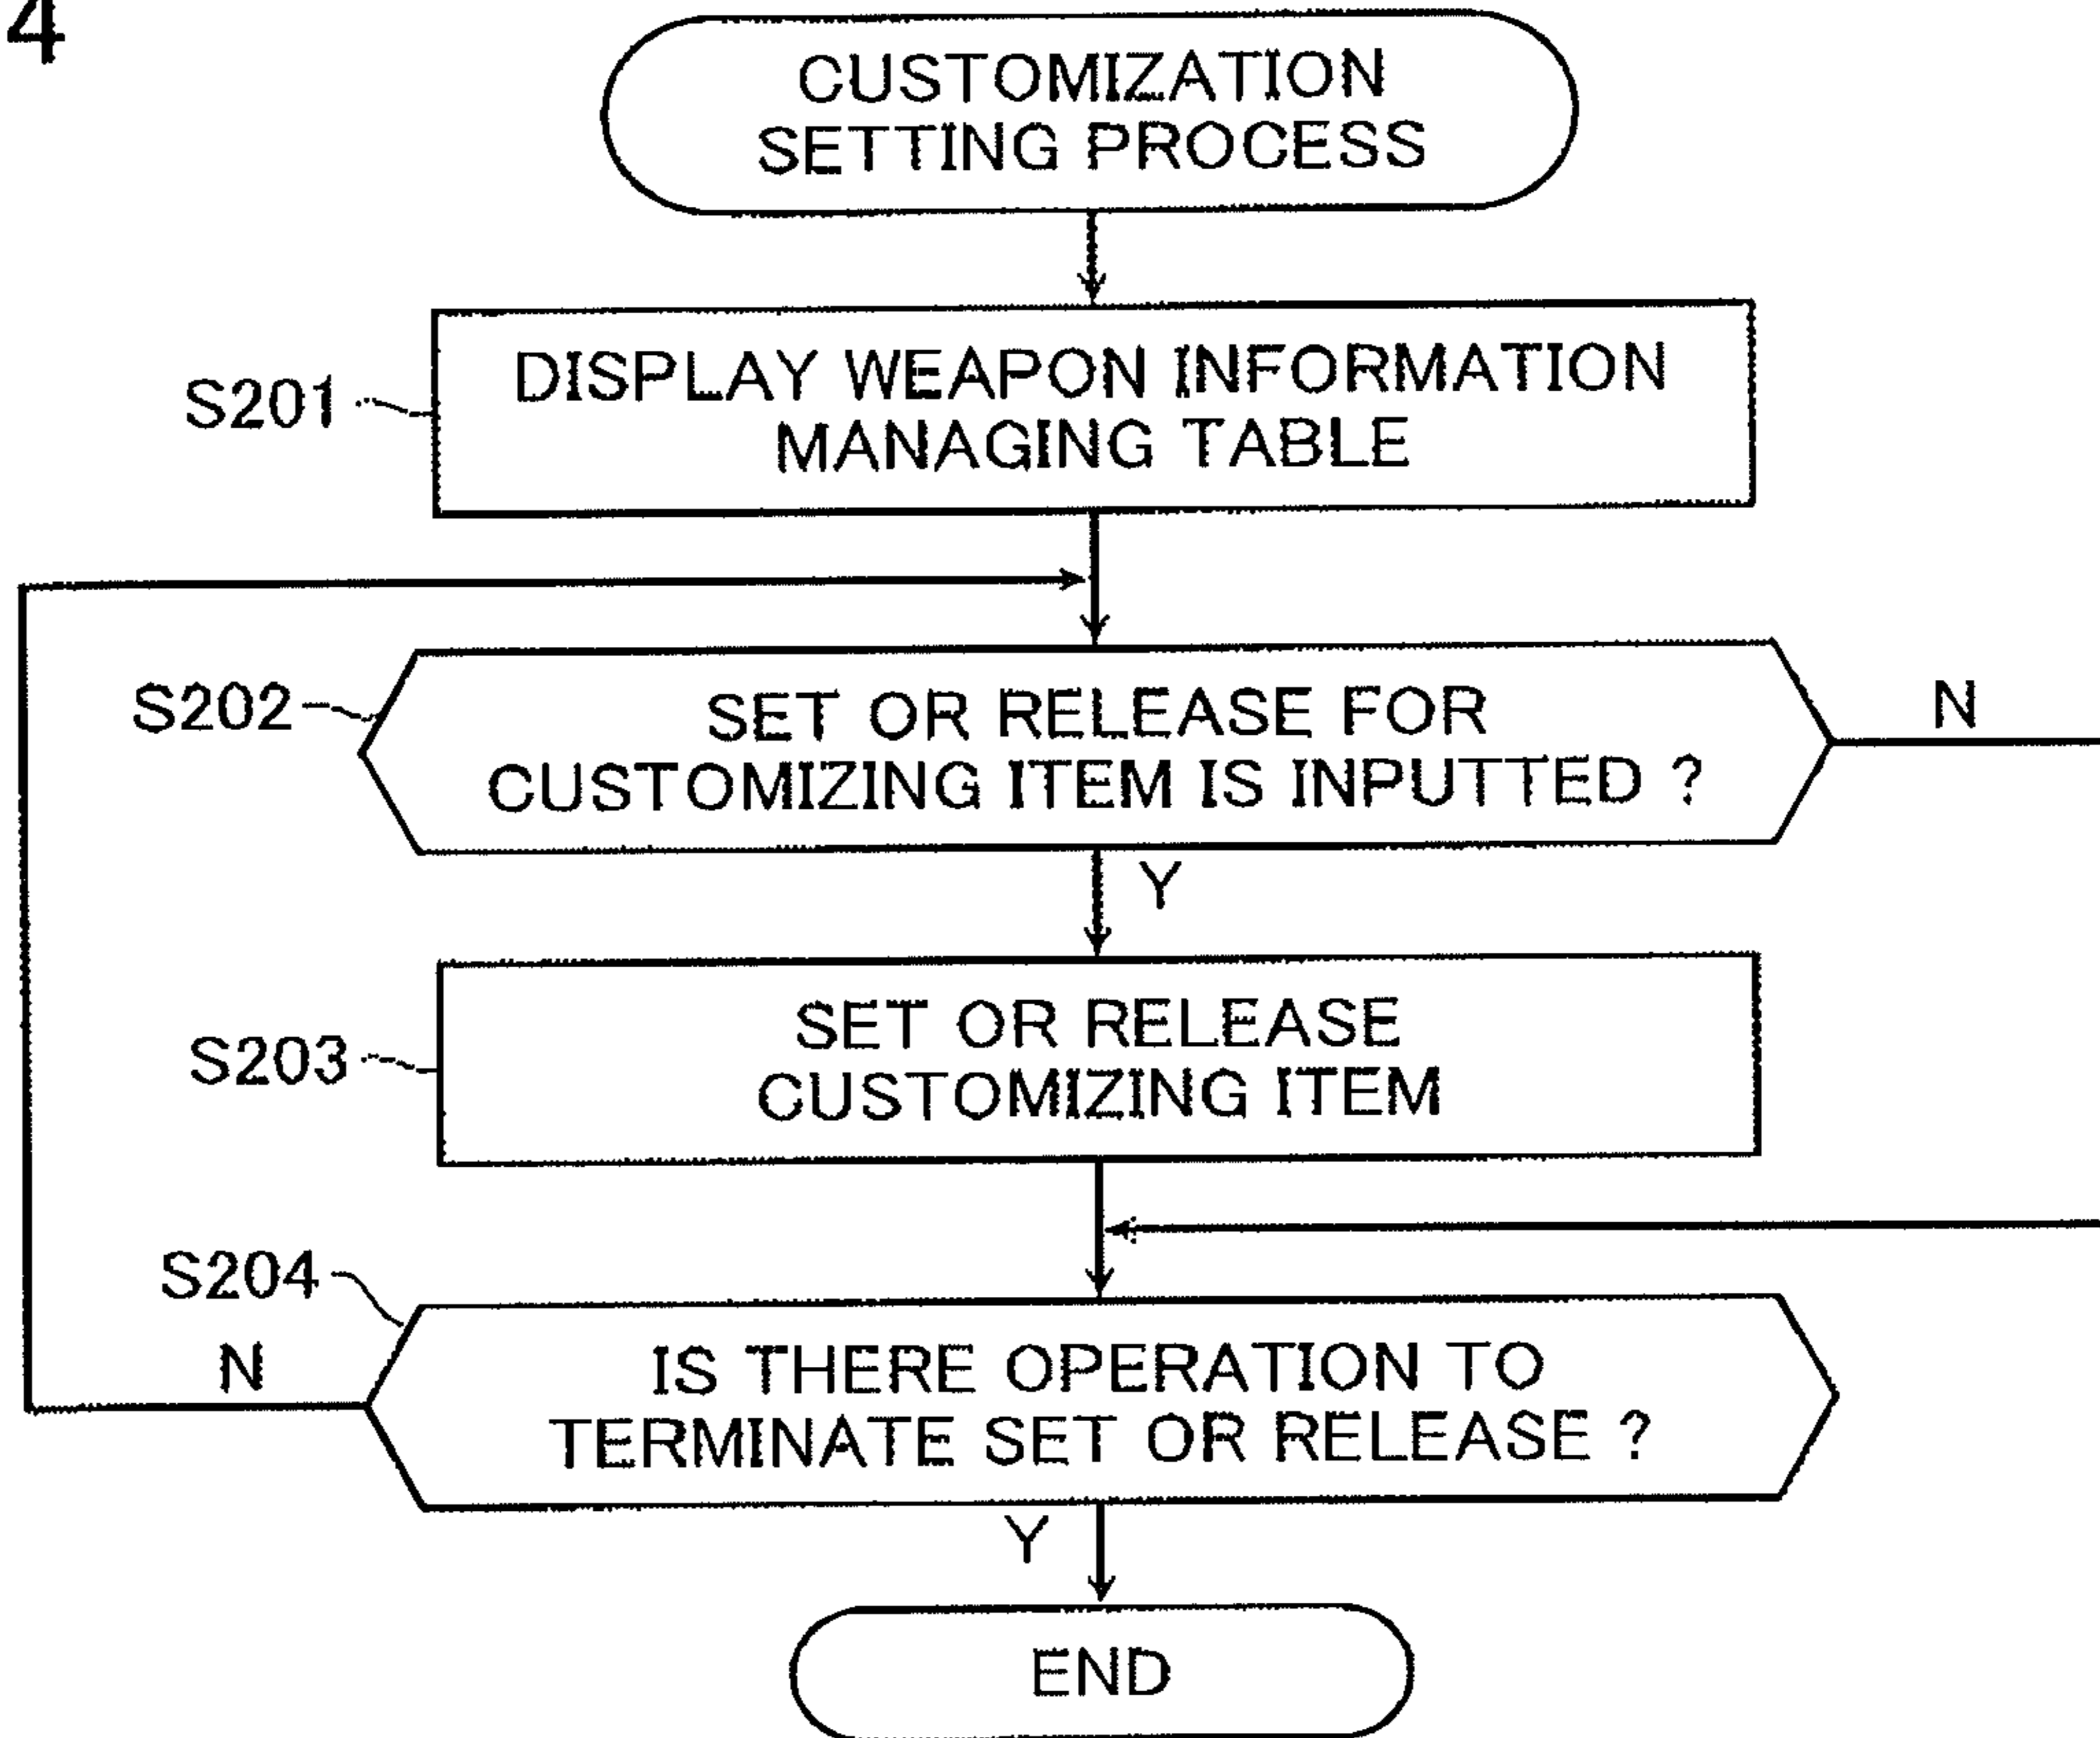 4
CUSTOMIZATION
SETTING PROCESS
S201
DISPLAY WEAPON INFORMATION
MANAGING TABLE
S202
SET OR RELEASE FOR
CUSTOMIZING ITEM IS INPUTTED ?
N
Y
S203
SET OR RELEASE
CUSTOMIZING ITEM
S204
N
IS THERE OPERATION TO
TERMINATE SET OR RELEASE ?
Y
END